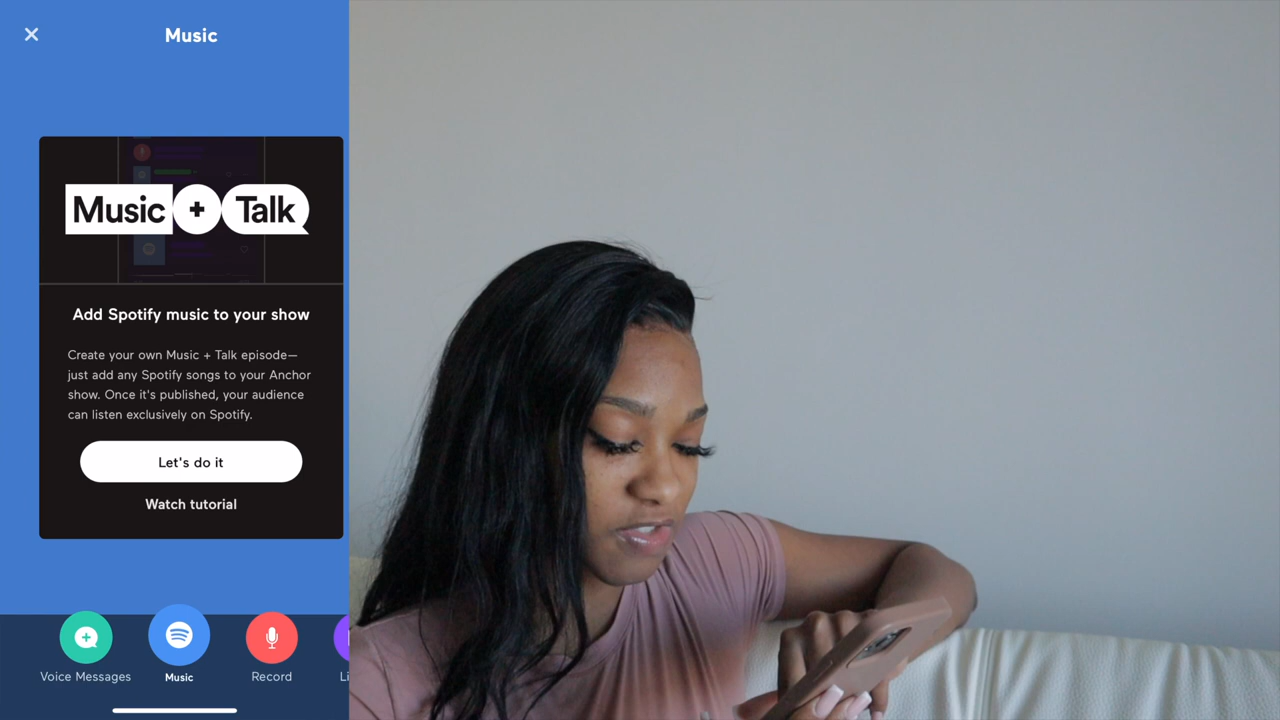 Music
Music + Talk
Add Spotify music to your show
Create your own Music + Talk episode—
just add any Spotify songs to your Anchor
show. Once it's published, your audience
can listen exclusively on Spotify.
Let's do it
Watch tutorial
Voice Messages
Music
Record
Li